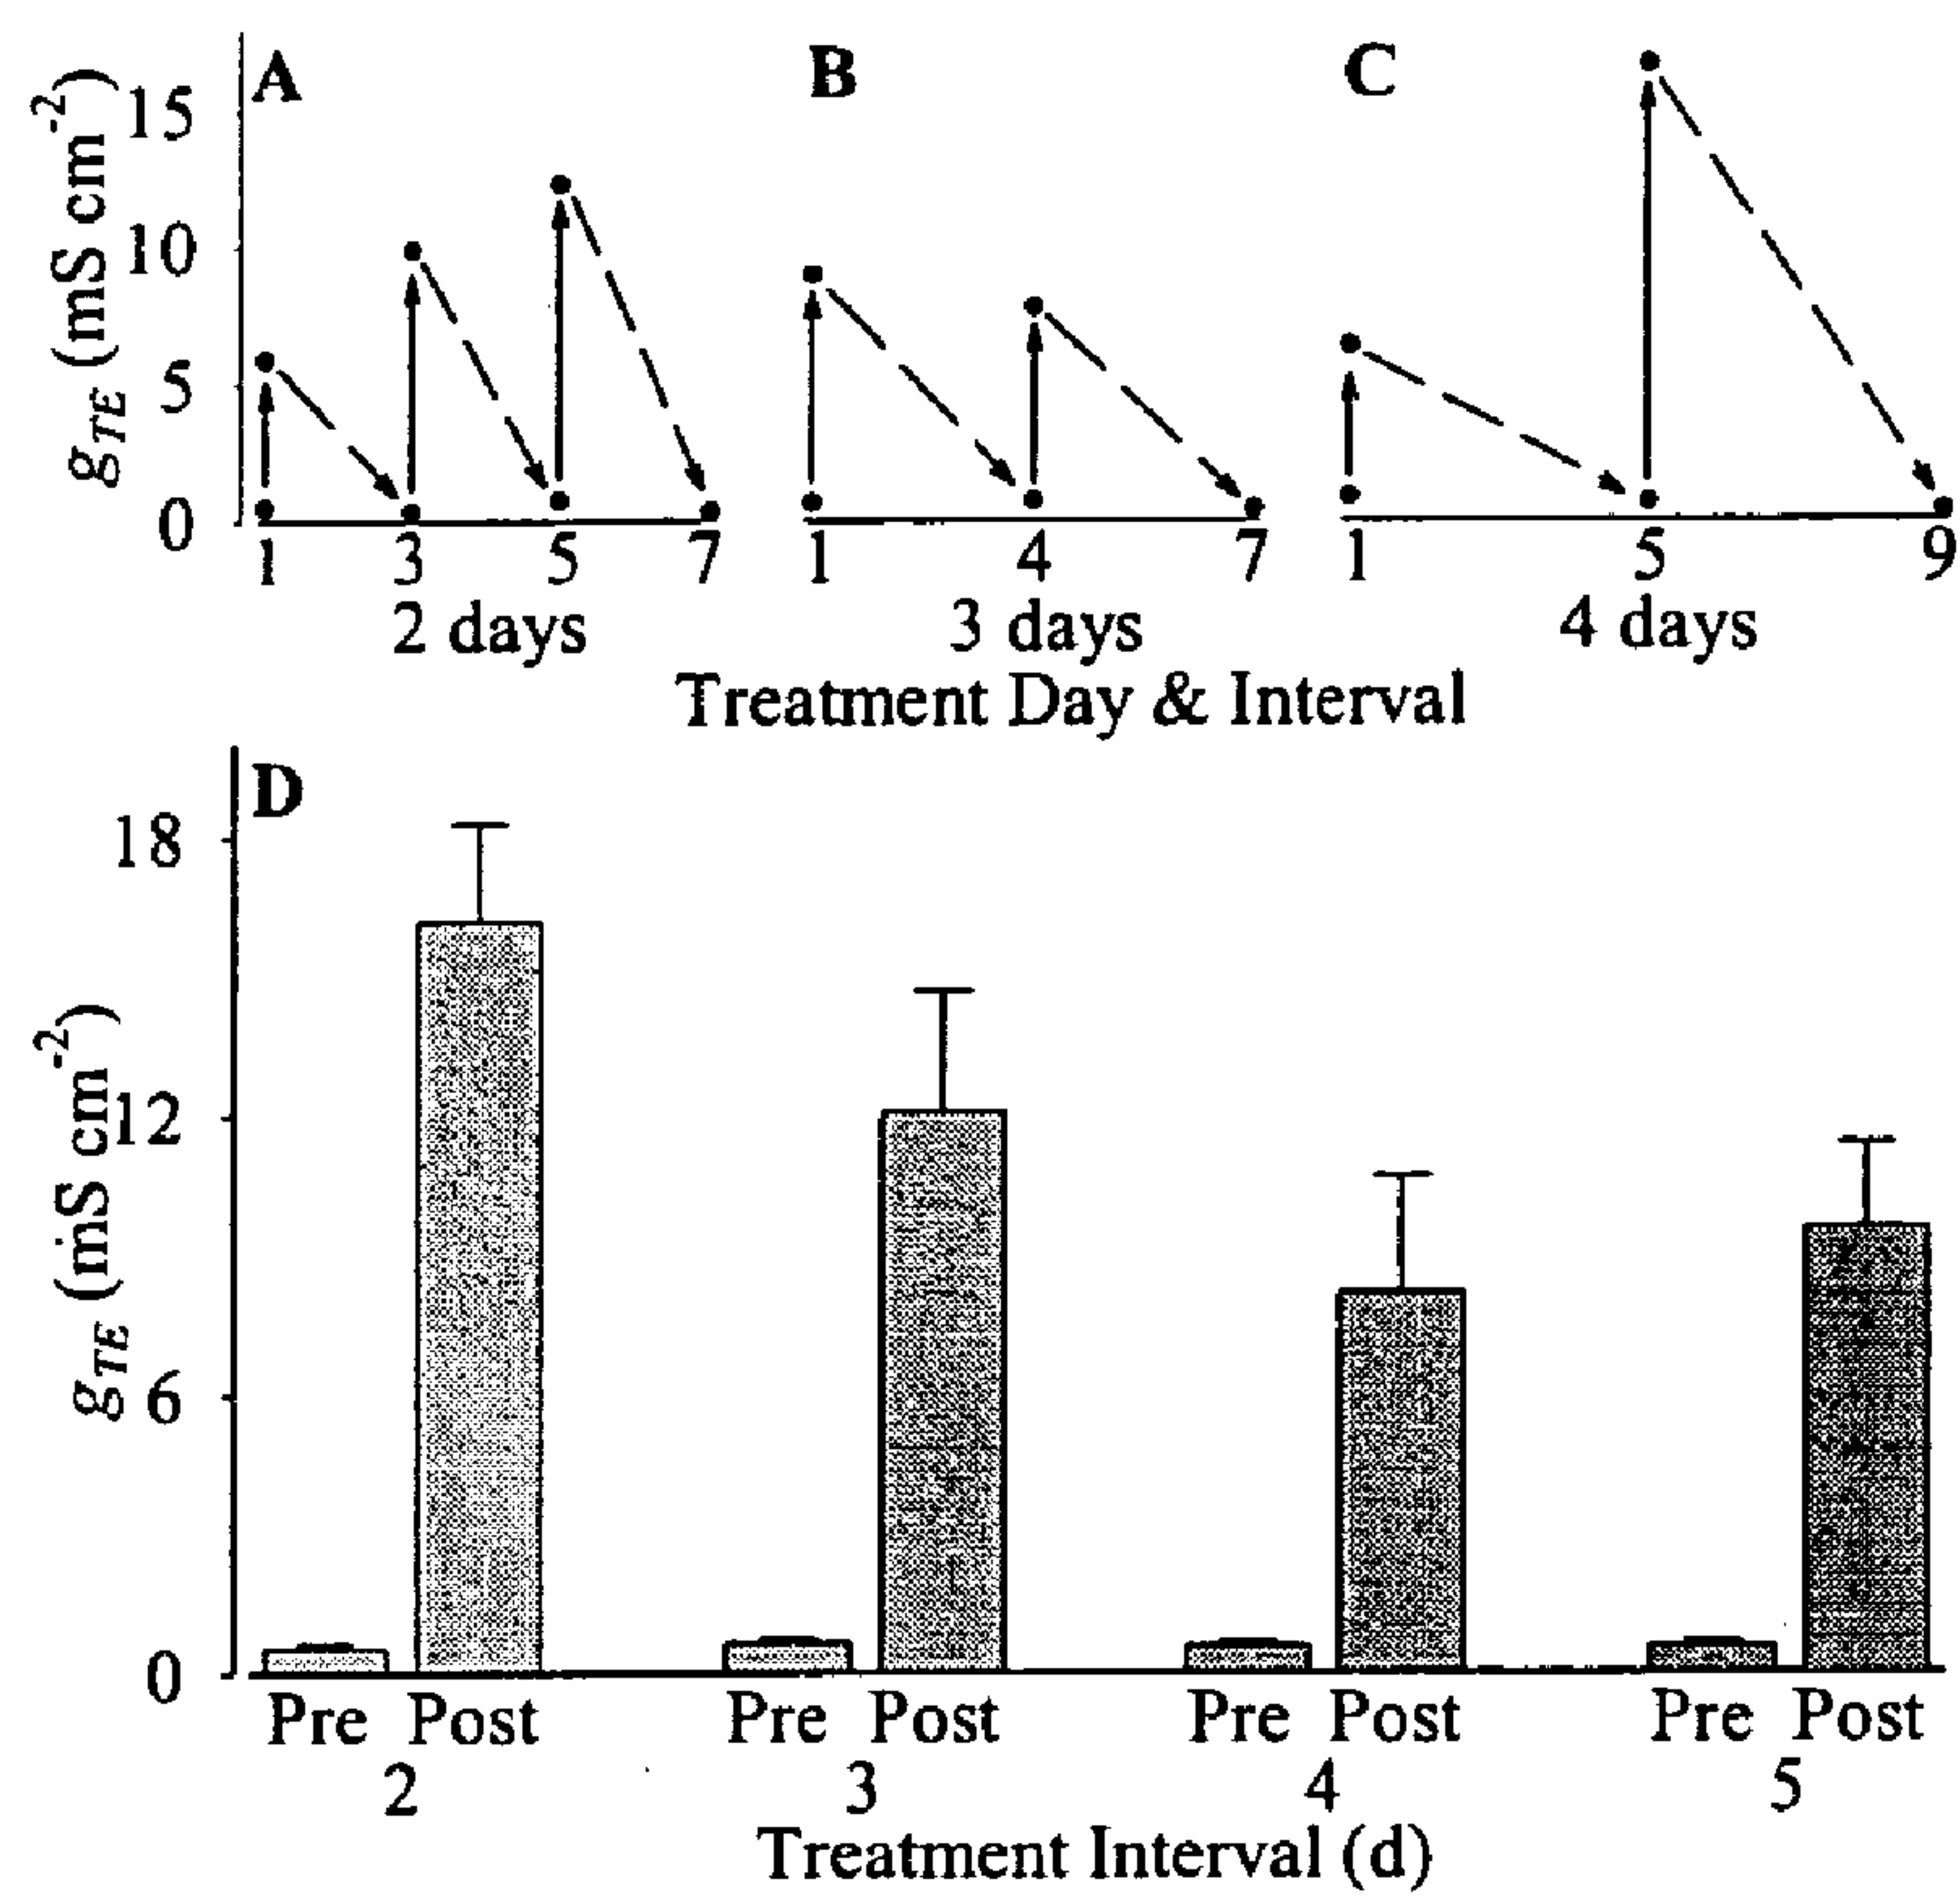 A B C
g_TE (mS cm^-2)
15
10
5
0
1 3 5 7 1 4 7 1 5 9
2 days 3 days 4 days
Treatment Day & Interval
D
g_TE (mS cm^-2)
18
12
6
0
Pre Post Pre Post Pre Post Pre Post
2 3 4 5
Treatment Interval (d)